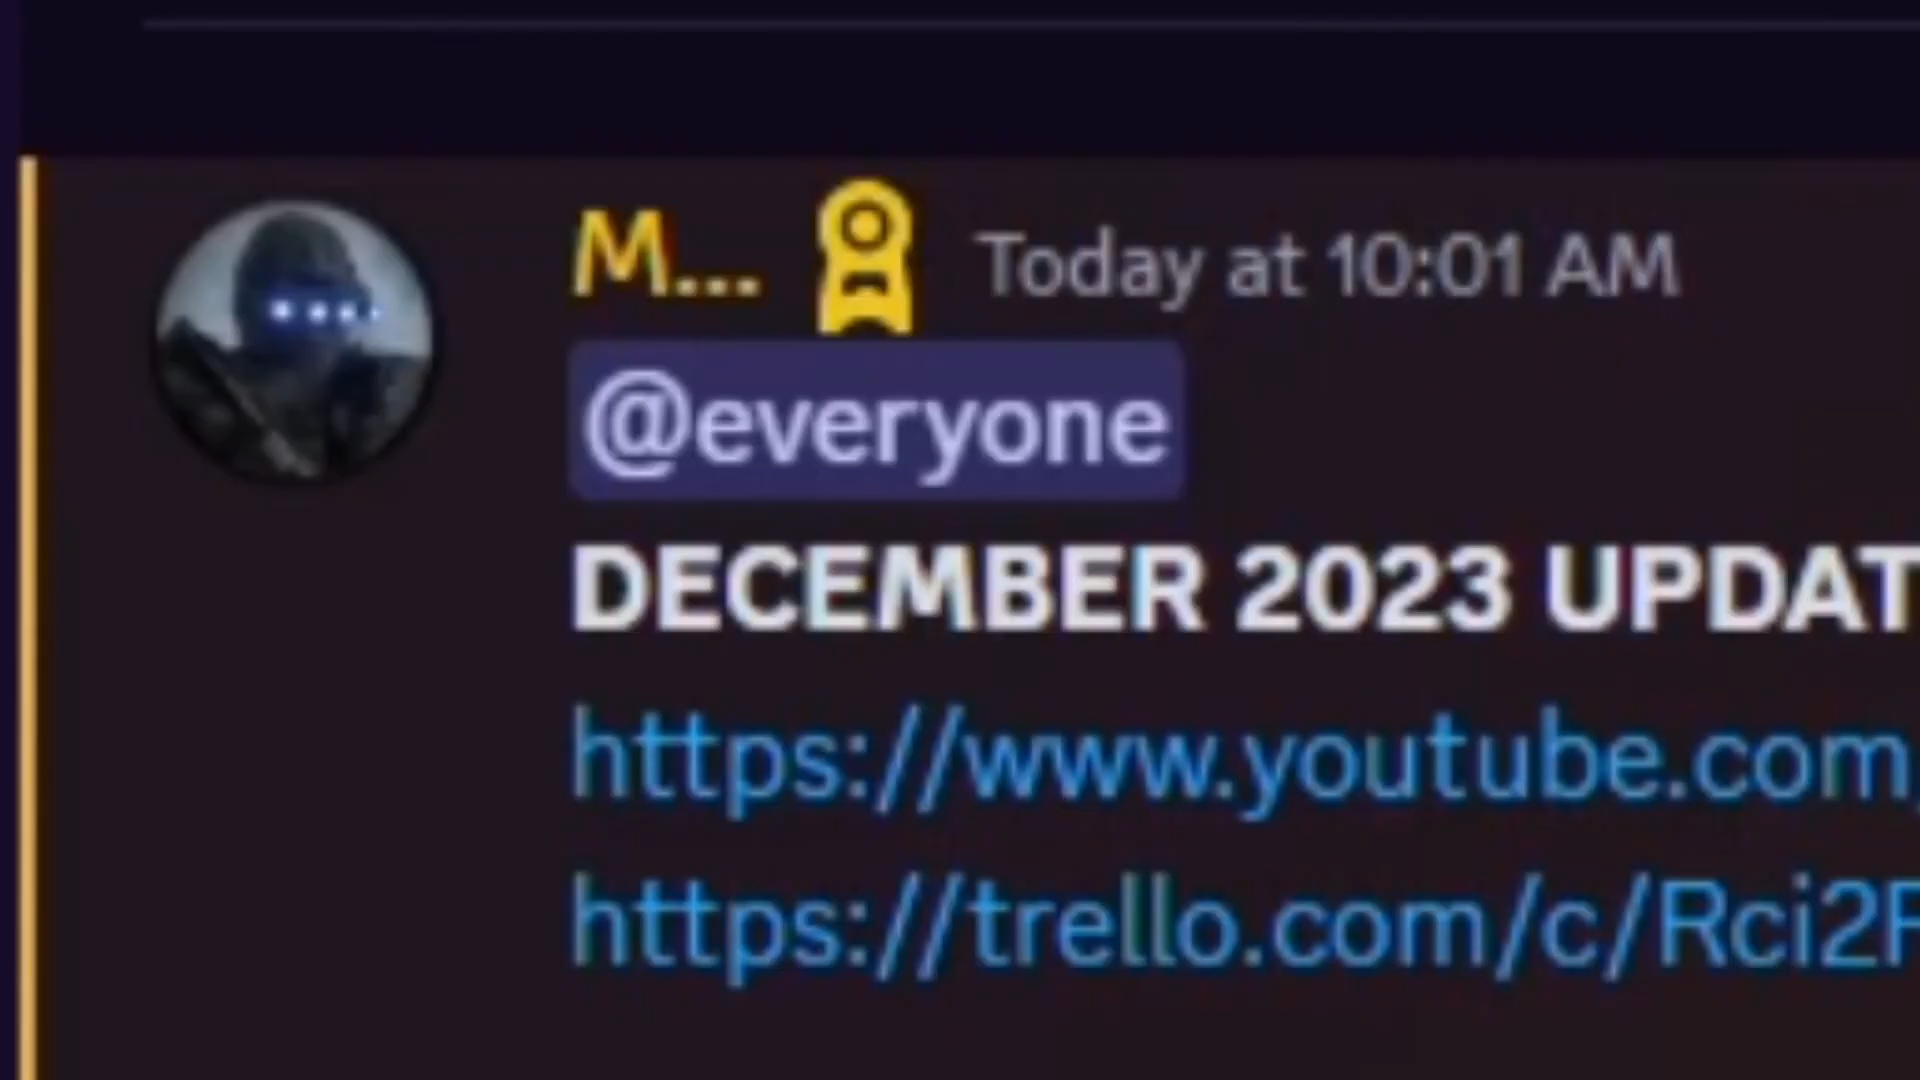 M... Today at 10:01 AM
@everyone
DECEMBER 2023 UPDAT
https://www.youtube.com
https://trello.com/c/Rci2